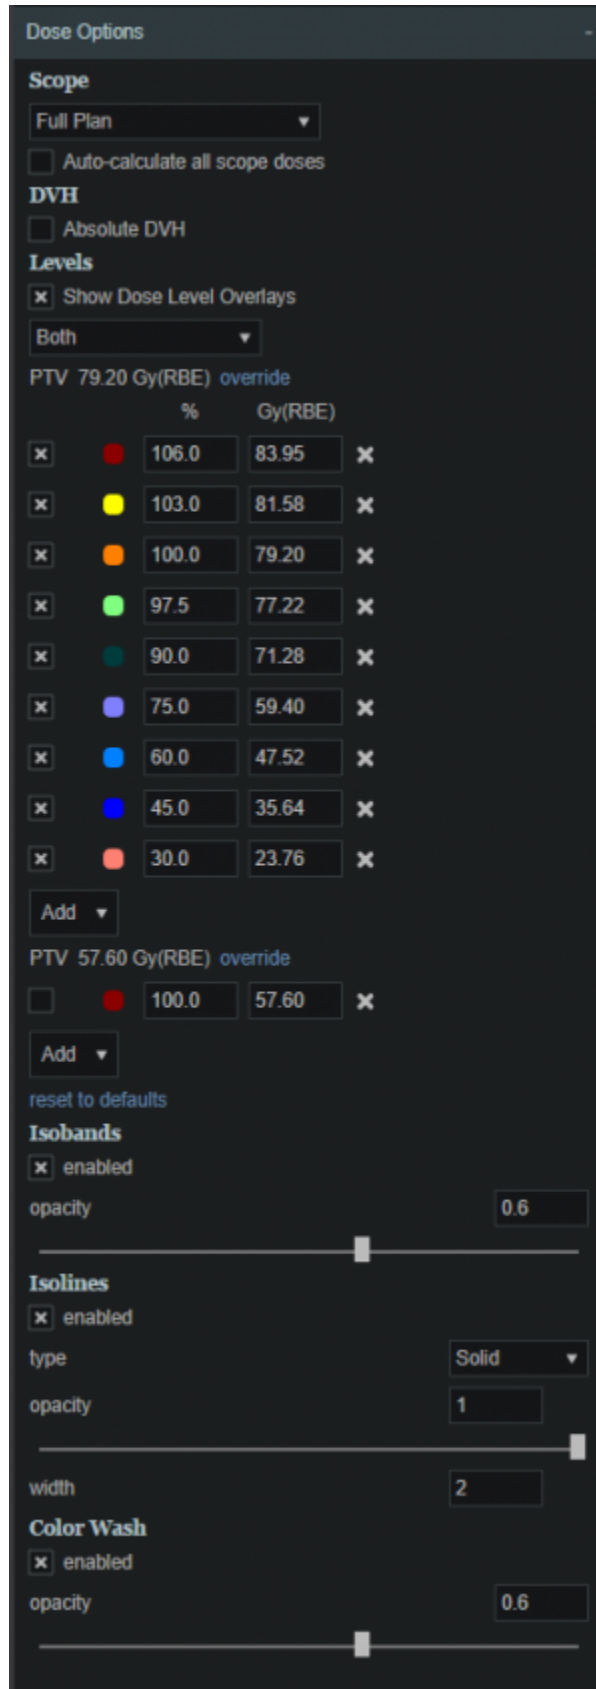 Dose Options -
Scope
Full Plan
Auto-calculate all scope doses
DVH
Absolute DVH
Levels
Show Dose Level Overlays
Both
PTV 79.20 Gy(RBE) override
% Gy(RBE)
106.0 83.95
103.0 81.58
100.0 79.20
97.5 77.22
90.0 71.28
75.0 59.40
60.0 47.52
45.0 35.64
30.0 23.76
Add
PTV 57.60 Gy(RBE) override
100.0 57.60
Add
reset to defaults
Isobands
enabled
opacity 0.6
Isolines
enabled
type Solid
opacity 1
width 2
Color Wash
enabled
opacity 0.6